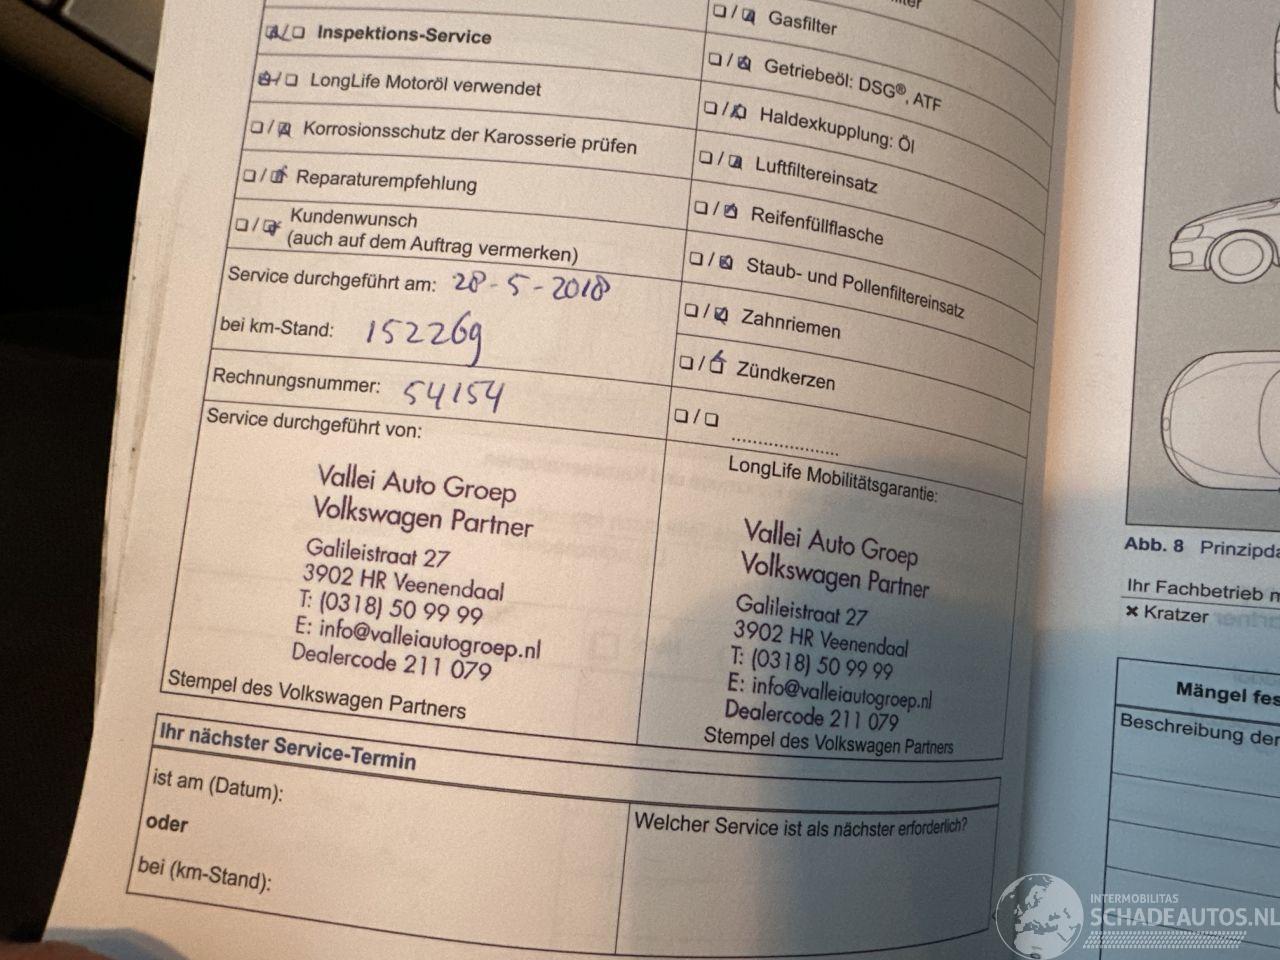 Inspektions-Service
LongLife Motoröl verwendet
Korrosionsschutz der Karosserie prüfen
Reparaturempfehlung
Kundenwunsch
(auch auf dem Auftrag vermerken)
Service durchgeführt am: 28-5-2018
bei km-Stand: 152269
Rechnungsnummer: 54154
Service durchgeführt von:
Vallei Auto Groep
Volkswagen Partner
Galileistraat 27
3902 HR Veenendaal
T: (0318) 50 99 99
E: info@valleiautogroep.nl
Dealercode 211 079
Stempel des Volkswagen Partners
Gasfilter
Getriebeöl: DSG®, ATF
Haldexkupplung: Öl
Luftfiltereinsatz
Reifenfüllflasche
Staub- und Pollenfiltereinsatz
Zahnriemen
Zündkerzen
......................
LongLife Mobilitätsgarantie:
Vallei Auto Groep
Volkswagen Partner
Galileistraat 27
3902 HR Veenendaal
T: (0318) 50 99 99
E: info@valleiautogroep.nl
Dealercode 211 079
Stempel des Volkswagen Partners
Ihr nächster Service-Termin
ist am (Datum):
oder
bei (km-Stand):
Welcher Service ist als nächster erforderlich?
Abb. 8
Ihr Fachbetrieb
× Kratzer
Mängel
Beschreibung der
INTERMOBILITAS
SCHADEAUTOS.NL